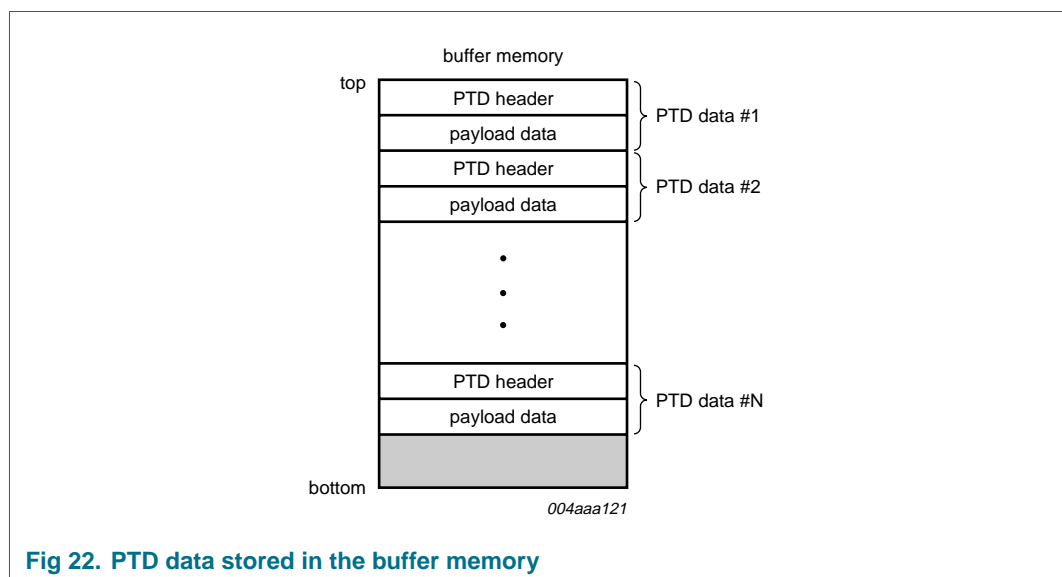 buffer memory
top
PTD header
payload data
PTD data #1
PTD header
payload data
PTD data #2
PTD header
payload data
PTD data #N
bottom
004aaa121
Fig 22. PTD data stored in the buffer memory